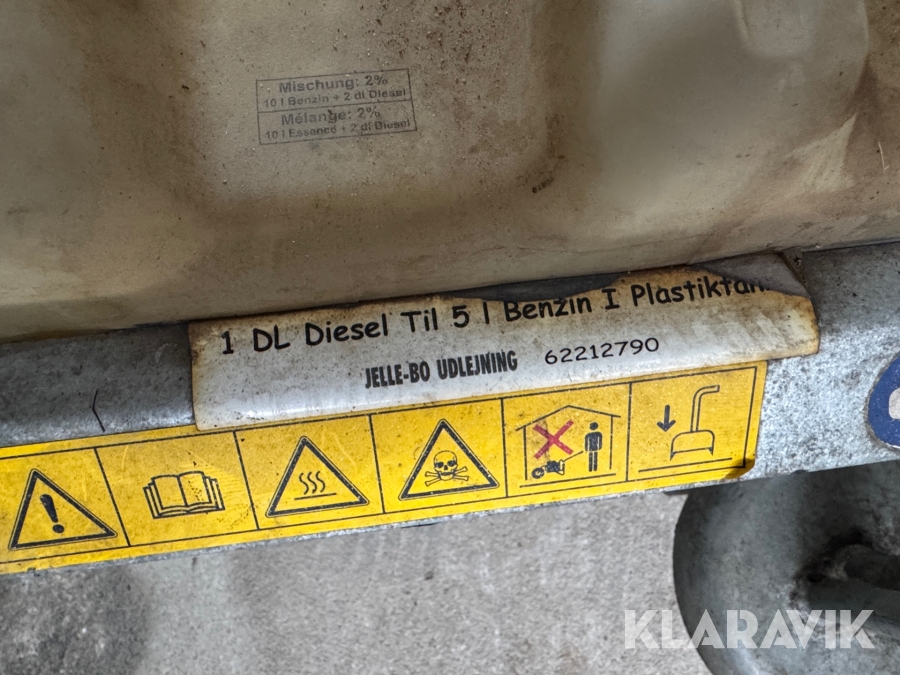 Mischung: 2%
10 l Benzin + 2 dl Diesel
Mélange: 2%
10 l Essence + 2 dl Diesel
1 DL Diesel Til 5 l Benzin I Plastiktan
JELLE-BO UDLEJNING 62212790
KLARAVIK